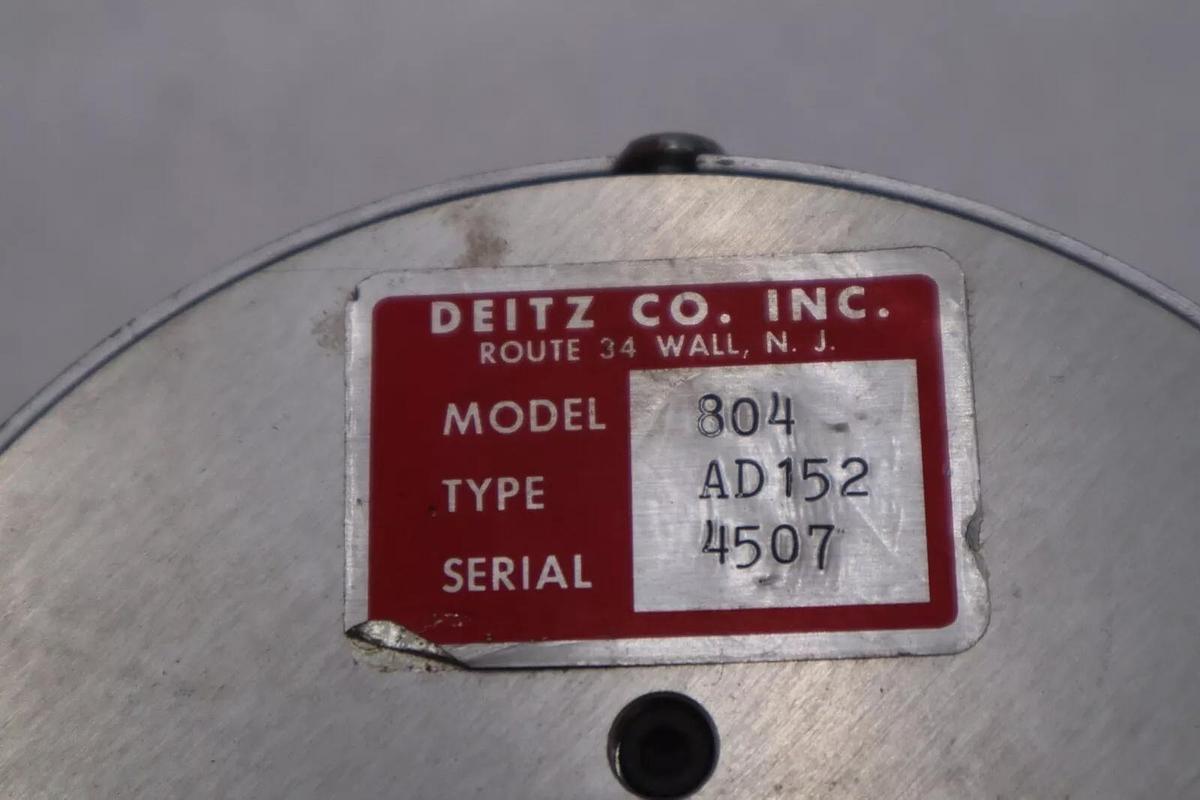 DEITZ CO. INC.
ROUTE 34 WALL, N. J.
MODEL 804
TYPE AD152
SERIAL 4507